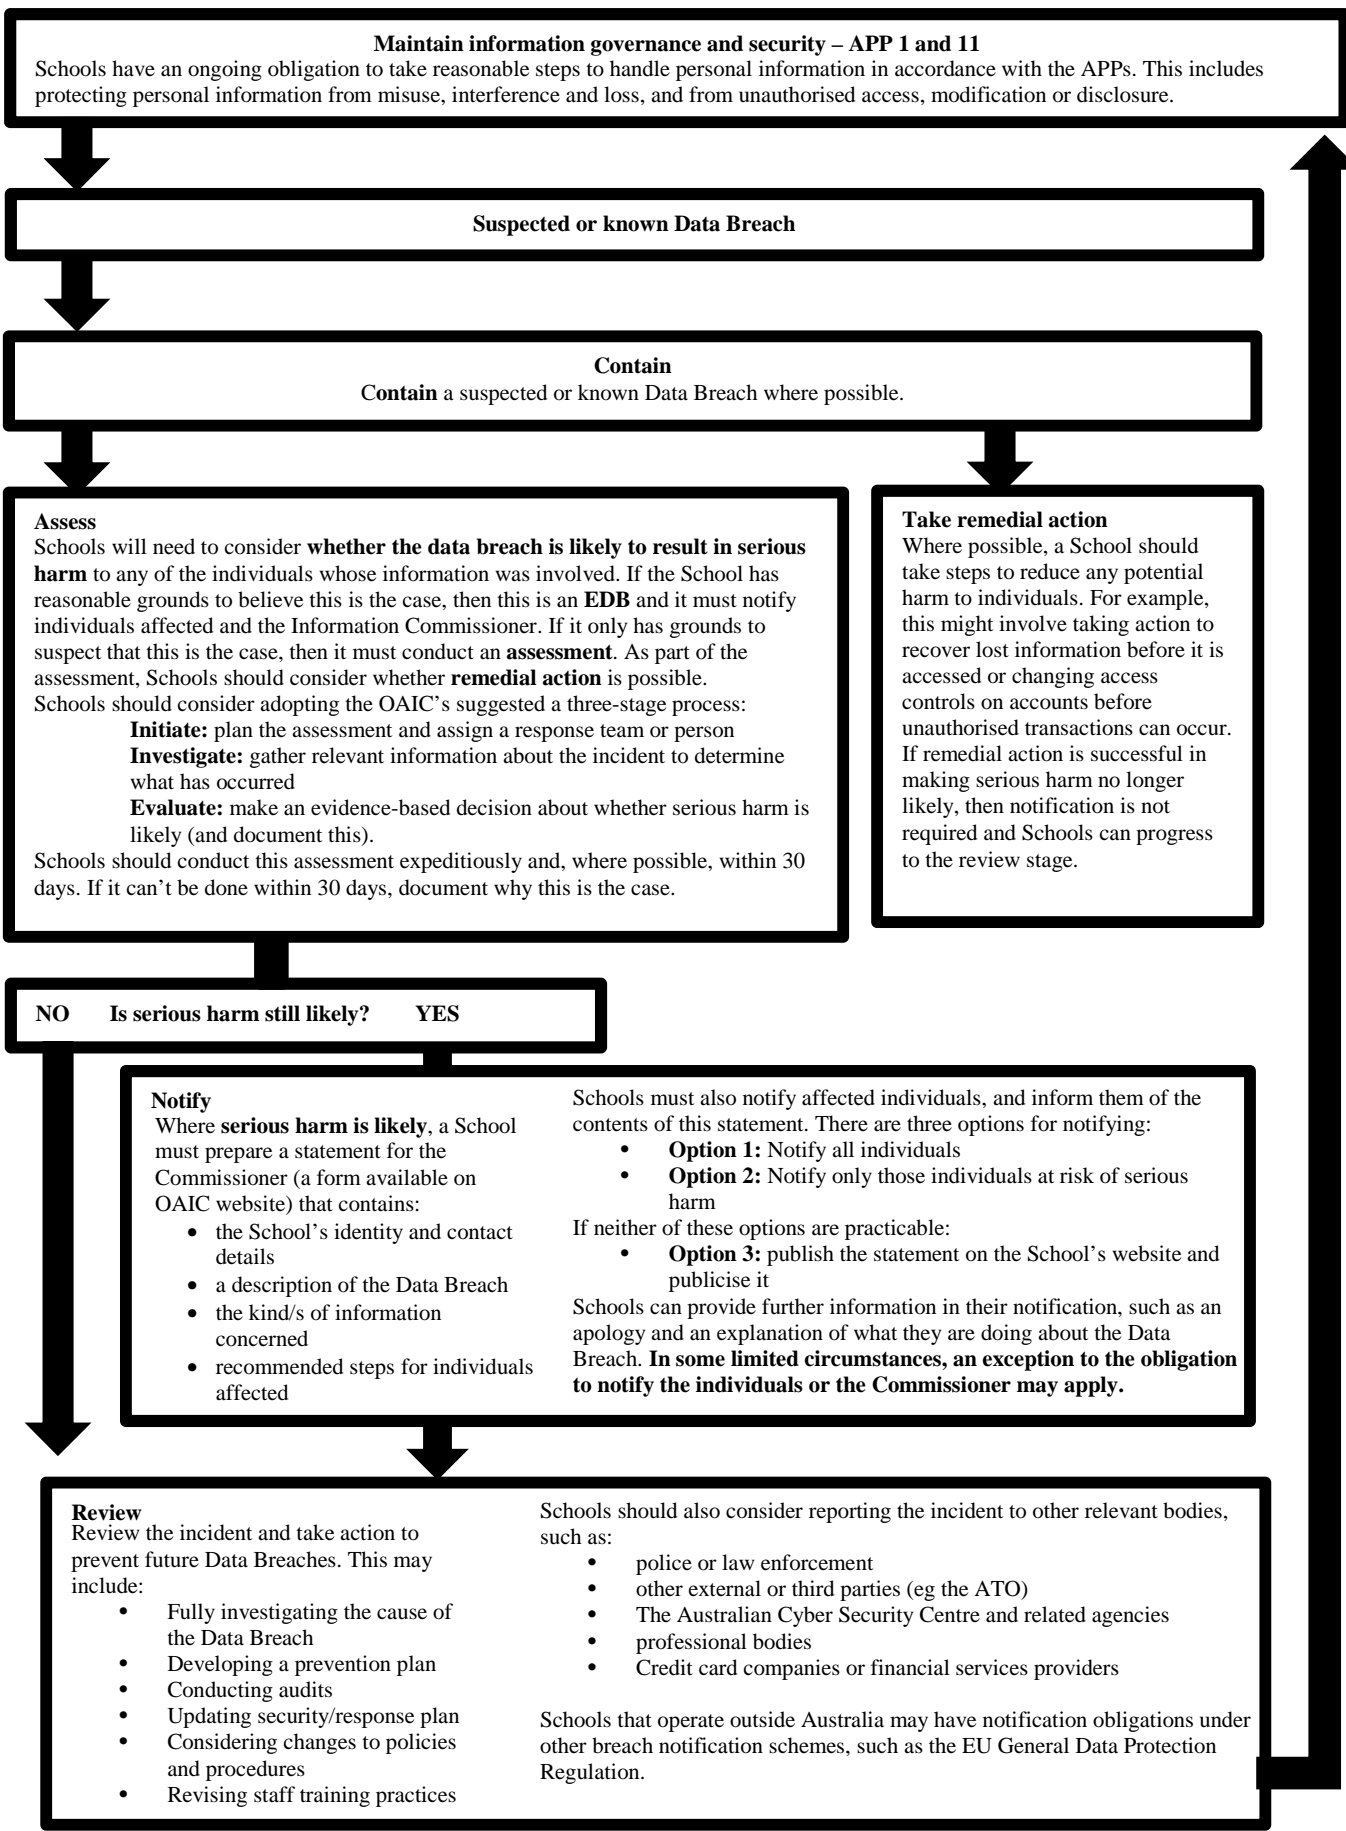 Maintain information governance and security – APP 1 and 11
Schools have an ongoing obligation to take reasonable steps to handle personal information in accordance with the APPs. This includes
protecting personal information from misuse, interference and loss, and from unauthorised access, modification or disclosure.
Suspected or known Data Breach
Contain
Contain a suspected or known Data Breach where possible.
Assess
Schools will need to consider whether the data breach is likely to result in serious
harm to any of the individuals whose information was involved. If the School has
reasonable grounds to believe this is the case, then this is an EDB and it must notify
individuals affected and the Information Commissioner. If it only has grounds to
suspect that this is the case, then it must conduct an assessment. As part of the
assessment, Schools should consider whether remedial action is possible.
Schools should consider adopting the OAIC’s suggested a three-stage process:
Initiate: plan the assessment and assign a response team or person
Investigate: gather relevant information about the incident to determine
what has occurred
Evaluate: make an evidence-based decision about whether serious harm is
likely (and document this).
Schools should conduct this assessment expeditiously and, where possible, within 30
days. If it can’t be done within 30 days, document why this is the case.
Take remedial action
Where possible, a School should
take steps to reduce any potential
harm to individuals. For example,
this might involve taking action to
recover lost information before it is
accessed or changing access
controls on accounts before
unauthorised transactions can occur.
If remedial action is successful in
making serious harm no longer
likely, then notification is not
required and Schools can progress
to the review stage.
NO Is serious harm still likely? YES
Notify
Where serious harm is likely, a School
must prepare a statement for the
Commissioner (a form available on
OAIC website) that contains:
• the School’s identity and contact
details
• a description of the Data Breach
• the kind/s of information
concerned
• recommended steps for individuals
affected
Schools must also notify affected individuals, and inform them of the
contents of this statement. There are three options for notifying:
• Option 1: Notify all individuals
• Option 2: Notify only those individuals at risk of serious
harm
If neither of these options are practicable:
• Option 3: publish the statement on the School’s website and
publicise it
Schools can provide further information in their notification, such as an
apology and an explanation of what they are doing about the Data
Breach. In some limited circumstances, an exception to the obligation
to notify the individuals or the Commissioner may apply.
Review
Review the incident and take action to
prevent future Data Breaches. This may
include:
• Fully investigating the cause of
the Data Breach
• Developing a prevention plan
• Conducting audits
• Updating security/response plan
• Considering changes to policies
and procedures
• Revising staff training practices
Schools should also consider reporting the incident to other relevant bodies,
such as:
• police or law enforcement
• other external or third parties (eg the ATO)
• The Australian Cyber Security Centre and related agencies
• professional bodies
• Credit card companies or financial services providers
Schools that operate outside Australia may have notification obligations under
other breach notification schemes, such as the EU General Data Protection
Regulation.